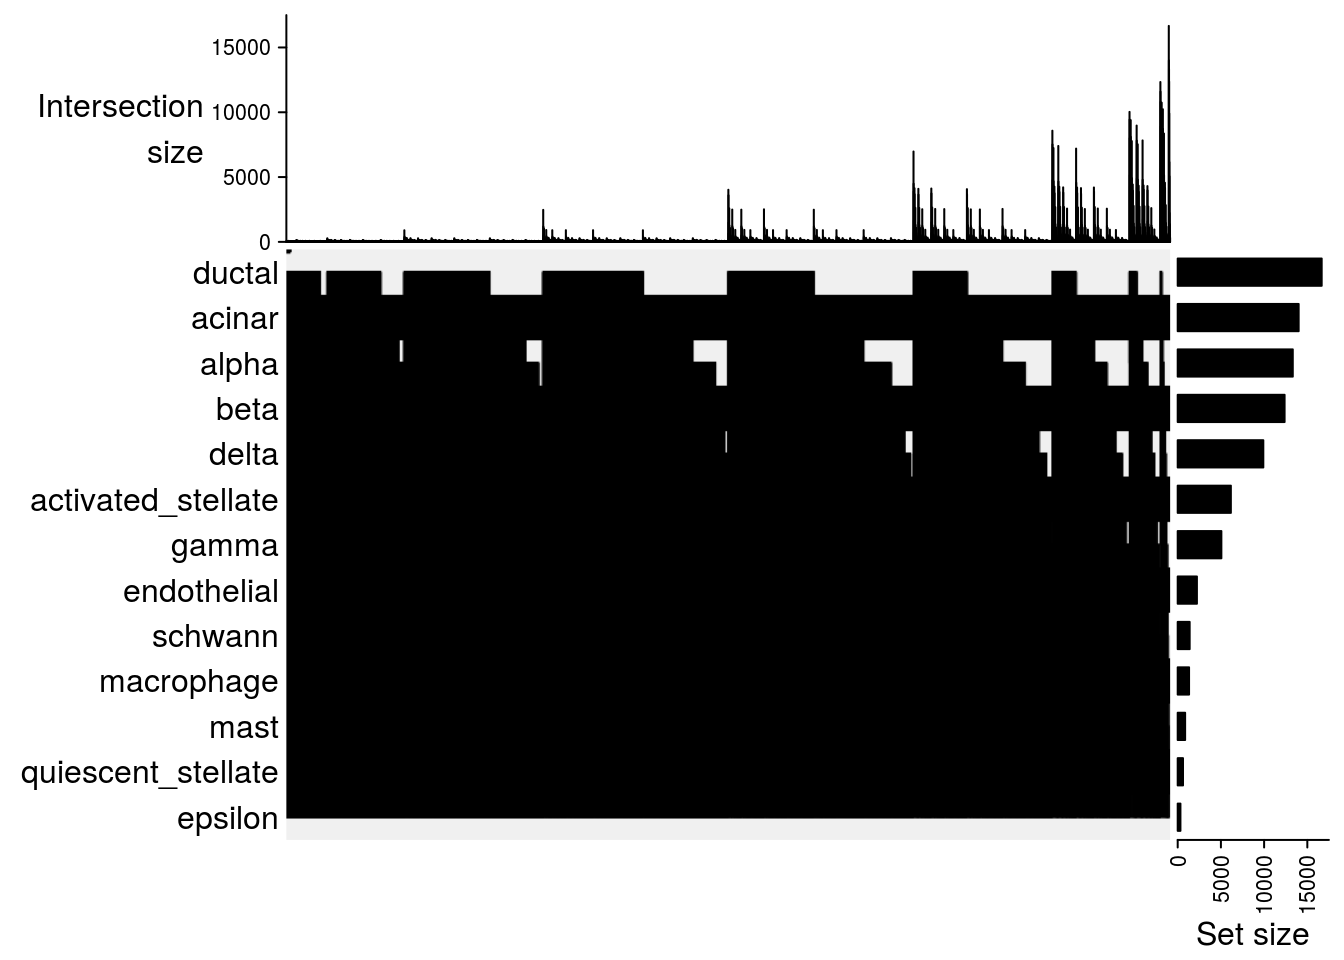 15000
10000
5000
0
Intersection
size
ductal
acinar
alpha
beta
delta
activated_stellate
gamma
endothelial
schwann
macrophage
mast
quiescent_stellate
epsilon
0
5000
10000
15000
Set size